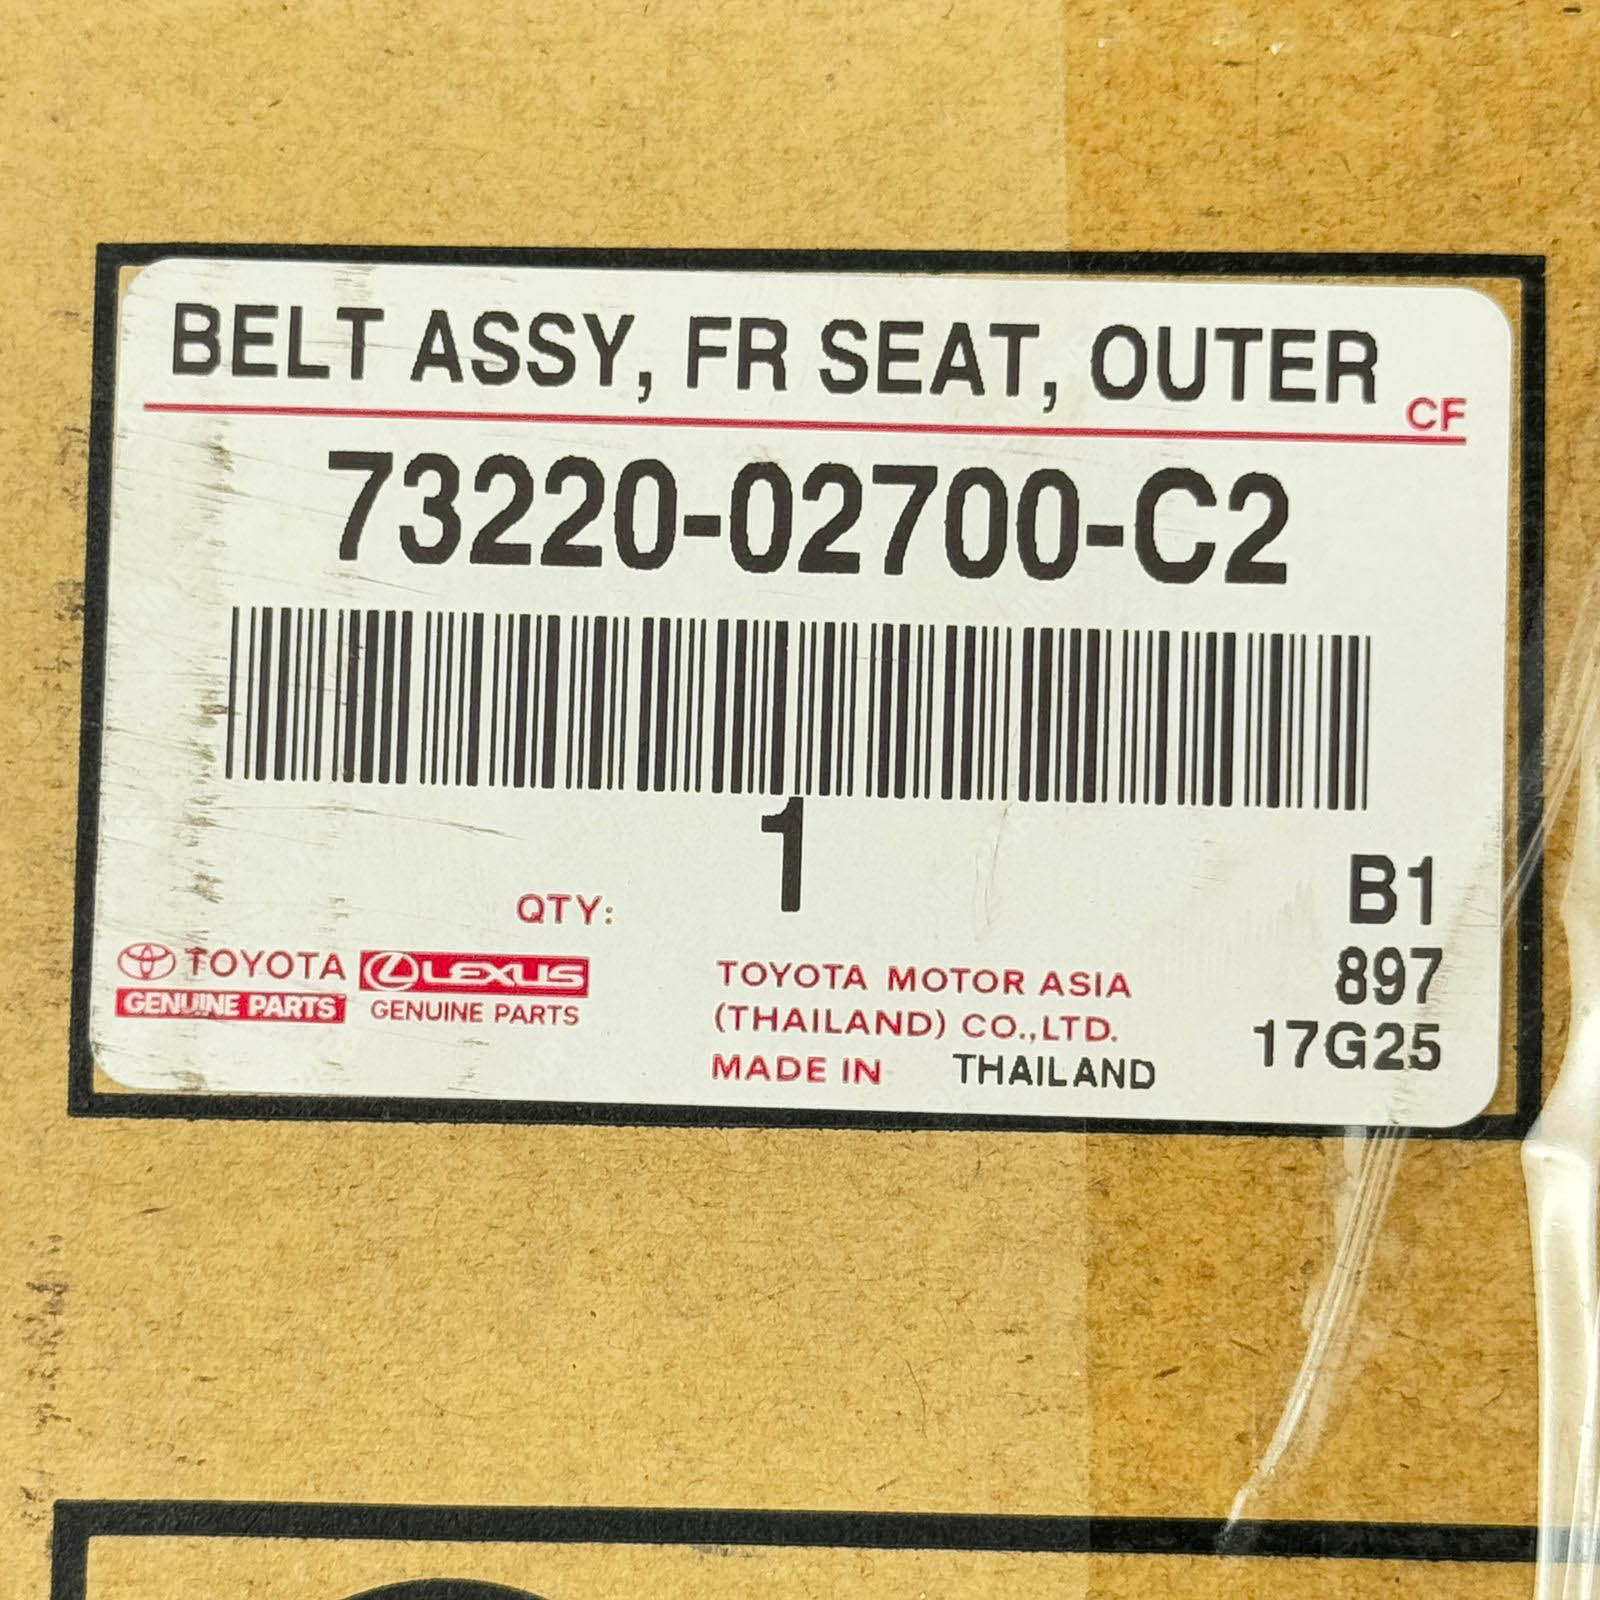 BELT ASSY, FR SEAT, OUTER CF
73220-02700-C2
QTY: 1
B1
897
17G25
TOYOTA
GENUINE PARTS
LEXUS
GENUINE PARTS
TOYOTA MOTOR ASIA
(THAILAND) CO.,LTD.
MADE IN THAILAND